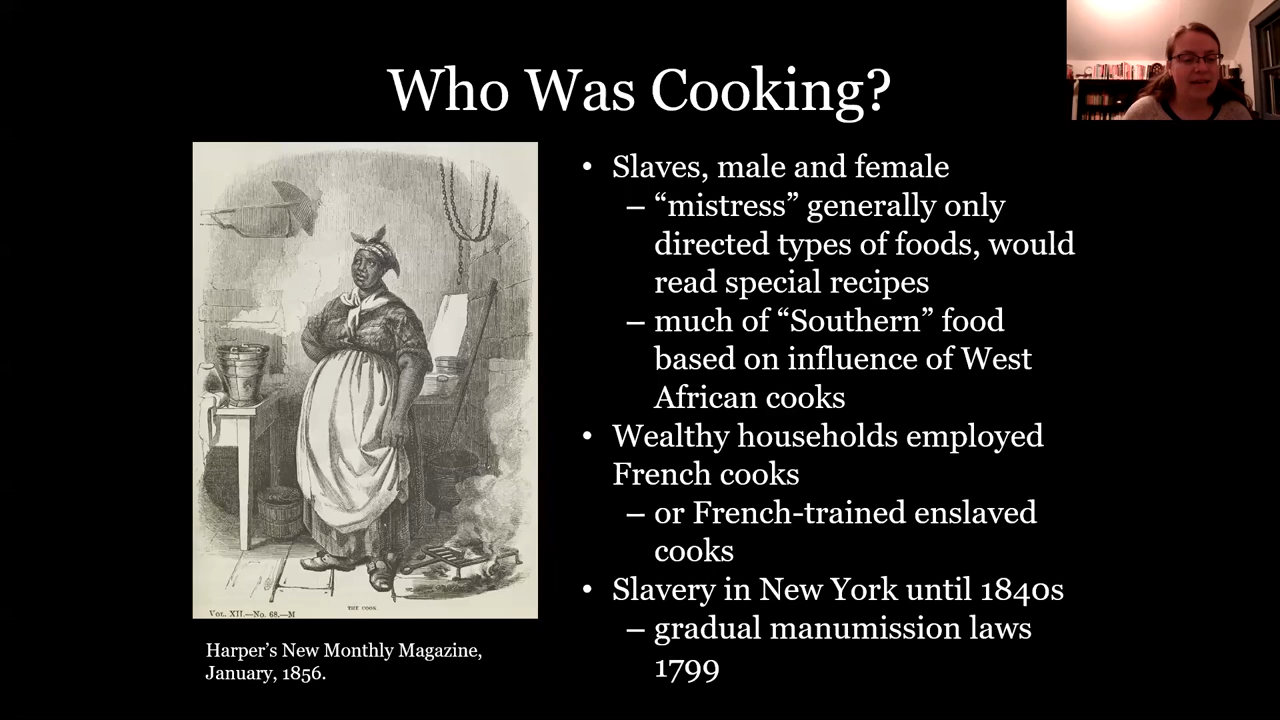 Who Was Cooking?
• Slaves, male and female
– “mistress” generally only
directed types of foods, would
read special recipes
– much of “Southern” food
based on influence of West
African cooks
• Wealthy households employed
French cooks
– or French-trained enslaved
cooks
• Slavery in New York until 1840s
– gradual manumission laws
1799
THE COOK.
Vol. XII.—No. 68.—M
Harper’s New Monthly Magazine,
January, 1856.